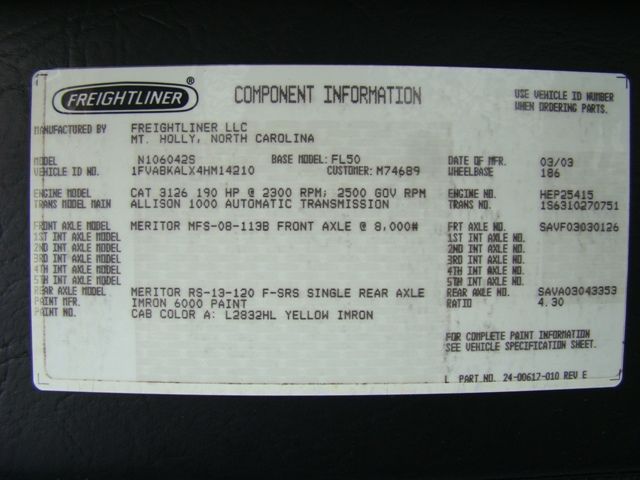 FREIGHTLINER ® COMPONENT INFORMATION USE VEHICLE ID NUMBER
WHEN ORDERING PARTS.
MANUFACTURED BY FREIGHTLINER LLC
MT. HOLLY, NORTH CAROLINA
MODEL N106042S BASE MODEL: FL50 DATE OF MFR. 03/03
VEHICLE ID NO. 1FVABKALX4HM14210 CUSTOMER: M74689 WHEELBASE 186
ENGINE MODEL CAT 3126 190 HP @ 2300 RPM; 2500 GOV RPM ENGINE NO. HEP25415
TRANS MODEL MAIN ALLISON 1000 AUTOMATIC TRANSMISSION TRANS NO. MAIN 1S6310270751
FRONT AXLE MODEL MERITOR MFS-08-113B FRONT AXLE @ 8,000# FRT AXLE NO. SAVF03030126
1ST INT AXLE MODEL 1ST INT AXLE NO.
2ND INT AXLE MODEL 2ND INT AXLE NO.
3RD INT AXLE MODEL 3RD INT AXLE NO.
4TH INT AXLE MODEL 4TH INT AXLE NO.
5TH INT AXLE MODEL 5TH INT AXLE NO.
REAR AXLE MODEL MERITOR RS-13-120 F-SRS SINGLE REAR AXLE REAR AXLE NO. SAVA03043353
PAINT MFR. IMRON 6000 PAINT RATIO 4.30
PAINT NO. CAB COLOR A: L2832HL YELLOW IMRON
FOR COMPLETE PAINT INFORMATION
SEE VEHICLE SPECIFICATION SHEET.
L PART NO. 24-00617-010 REV E